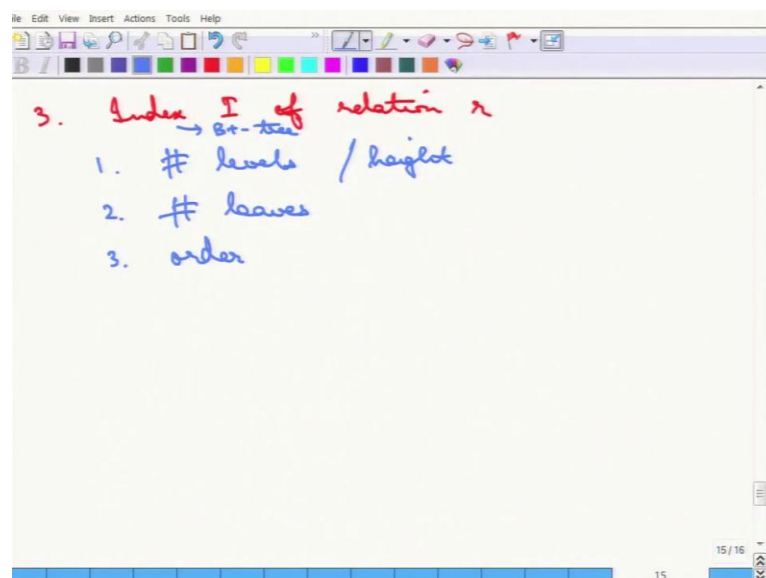 ile Edit View Insert Actions Tools Help
B I
3. Index I of relation r
→ B+-tree
1. # levels / height
2. # leaves
3. order
15/16
15